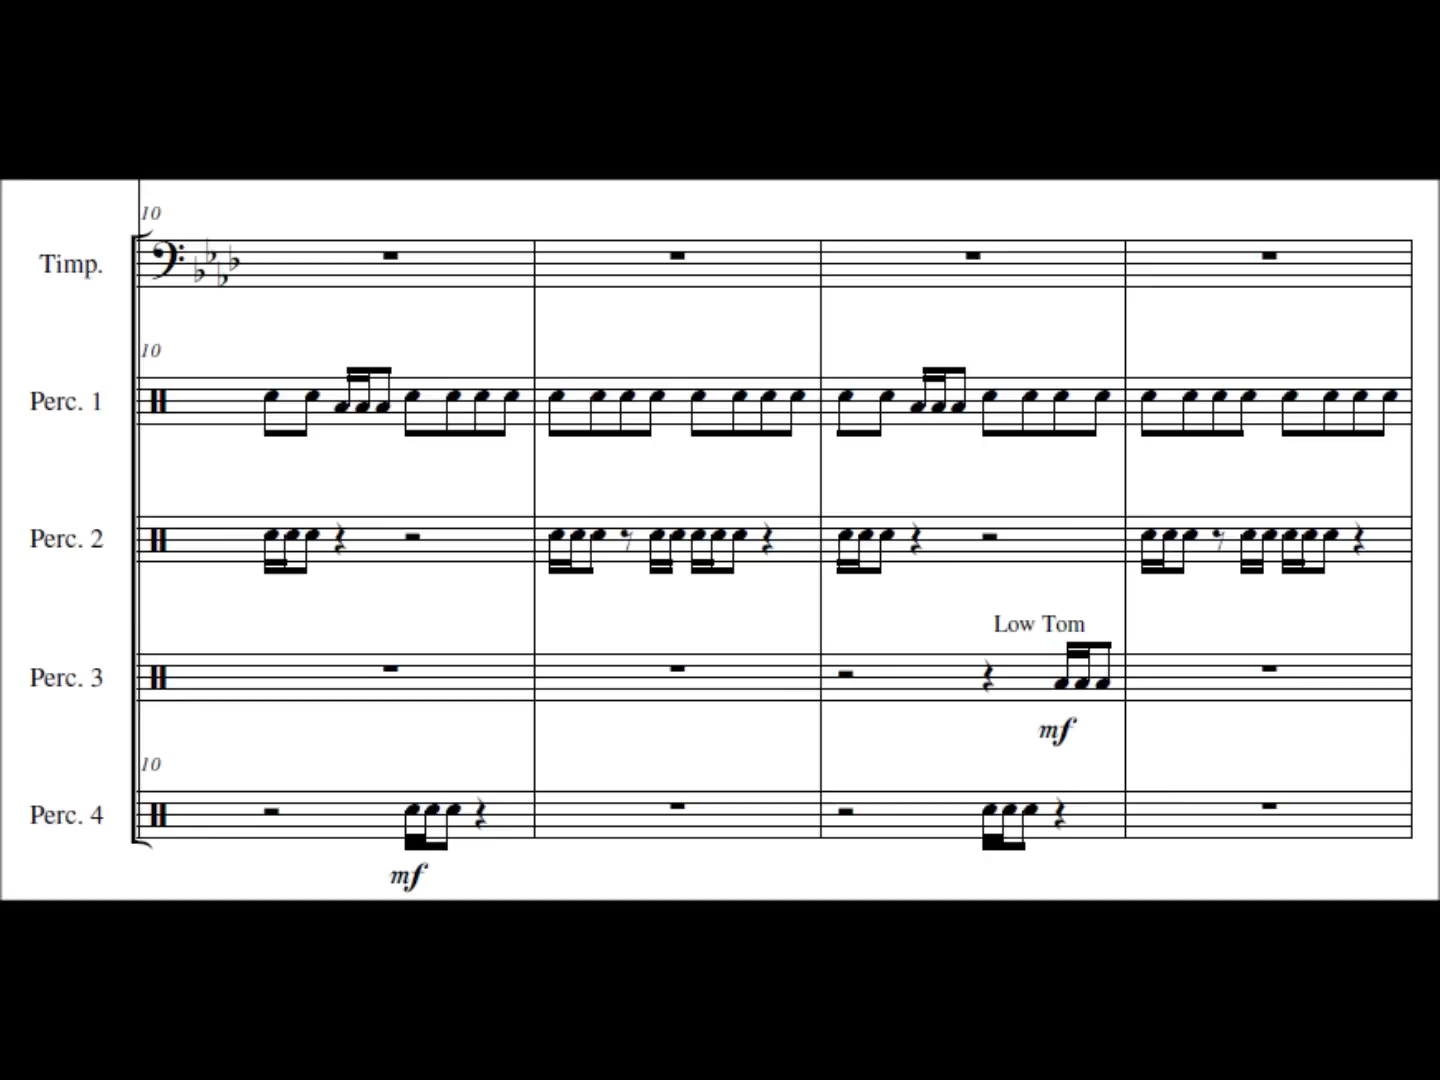 10
Timp.
10
Perc. 1
Perc. 2
Low Tom
Perc. 3
mf
10
Perc. 4
mf